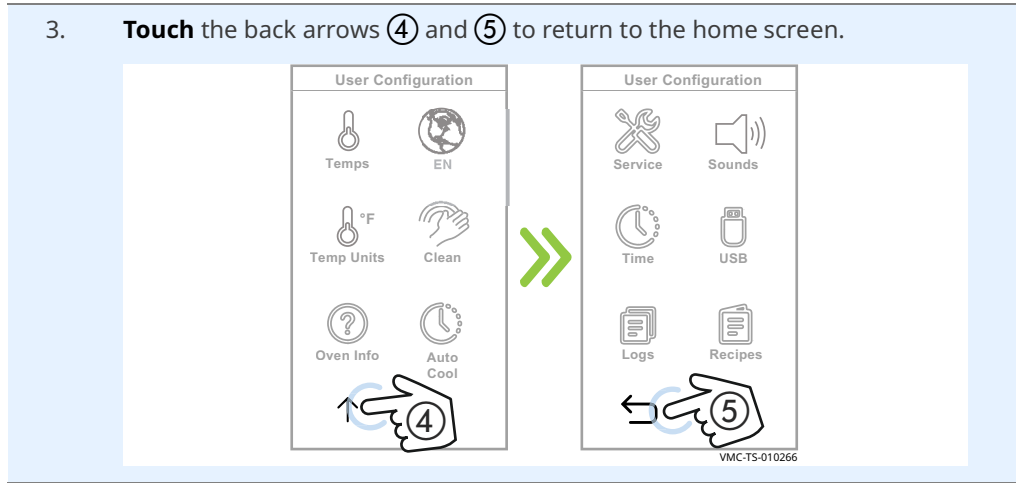 3. Touch the back arrows ④ and ⑤ to return to the home screen.
User Configuration
Temps EN
°F
Temp Units Clean
?
Oven Info Auto
Cool
④
User Configuration
Service Sounds
Time USB
Logs Recipes
⑤
VMC-TS-010266